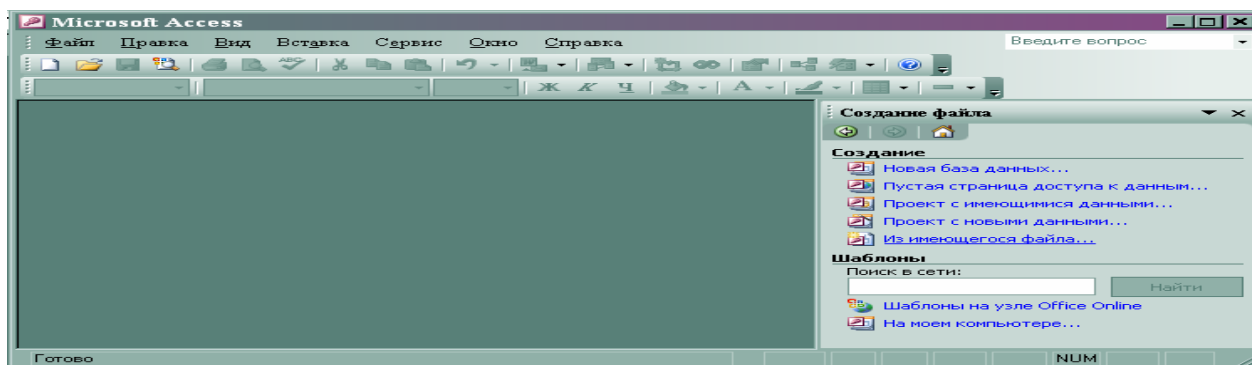 Microsoft Access
Файл Правка Вид Вставка Сервис Окно Справка Введите вопрос
ABC
Ж К Ч А
Создание файла
Создание
Новая база данных...
Пустая страница доступа к данным...
Проект с имеющимися данными...
Проект с новыми данными...
Из имеющегося файла...
Шаблоны
Поиск в сети:
Найти
Шаблоны на узле Office Online
На моем компьютере...
Готово NUM